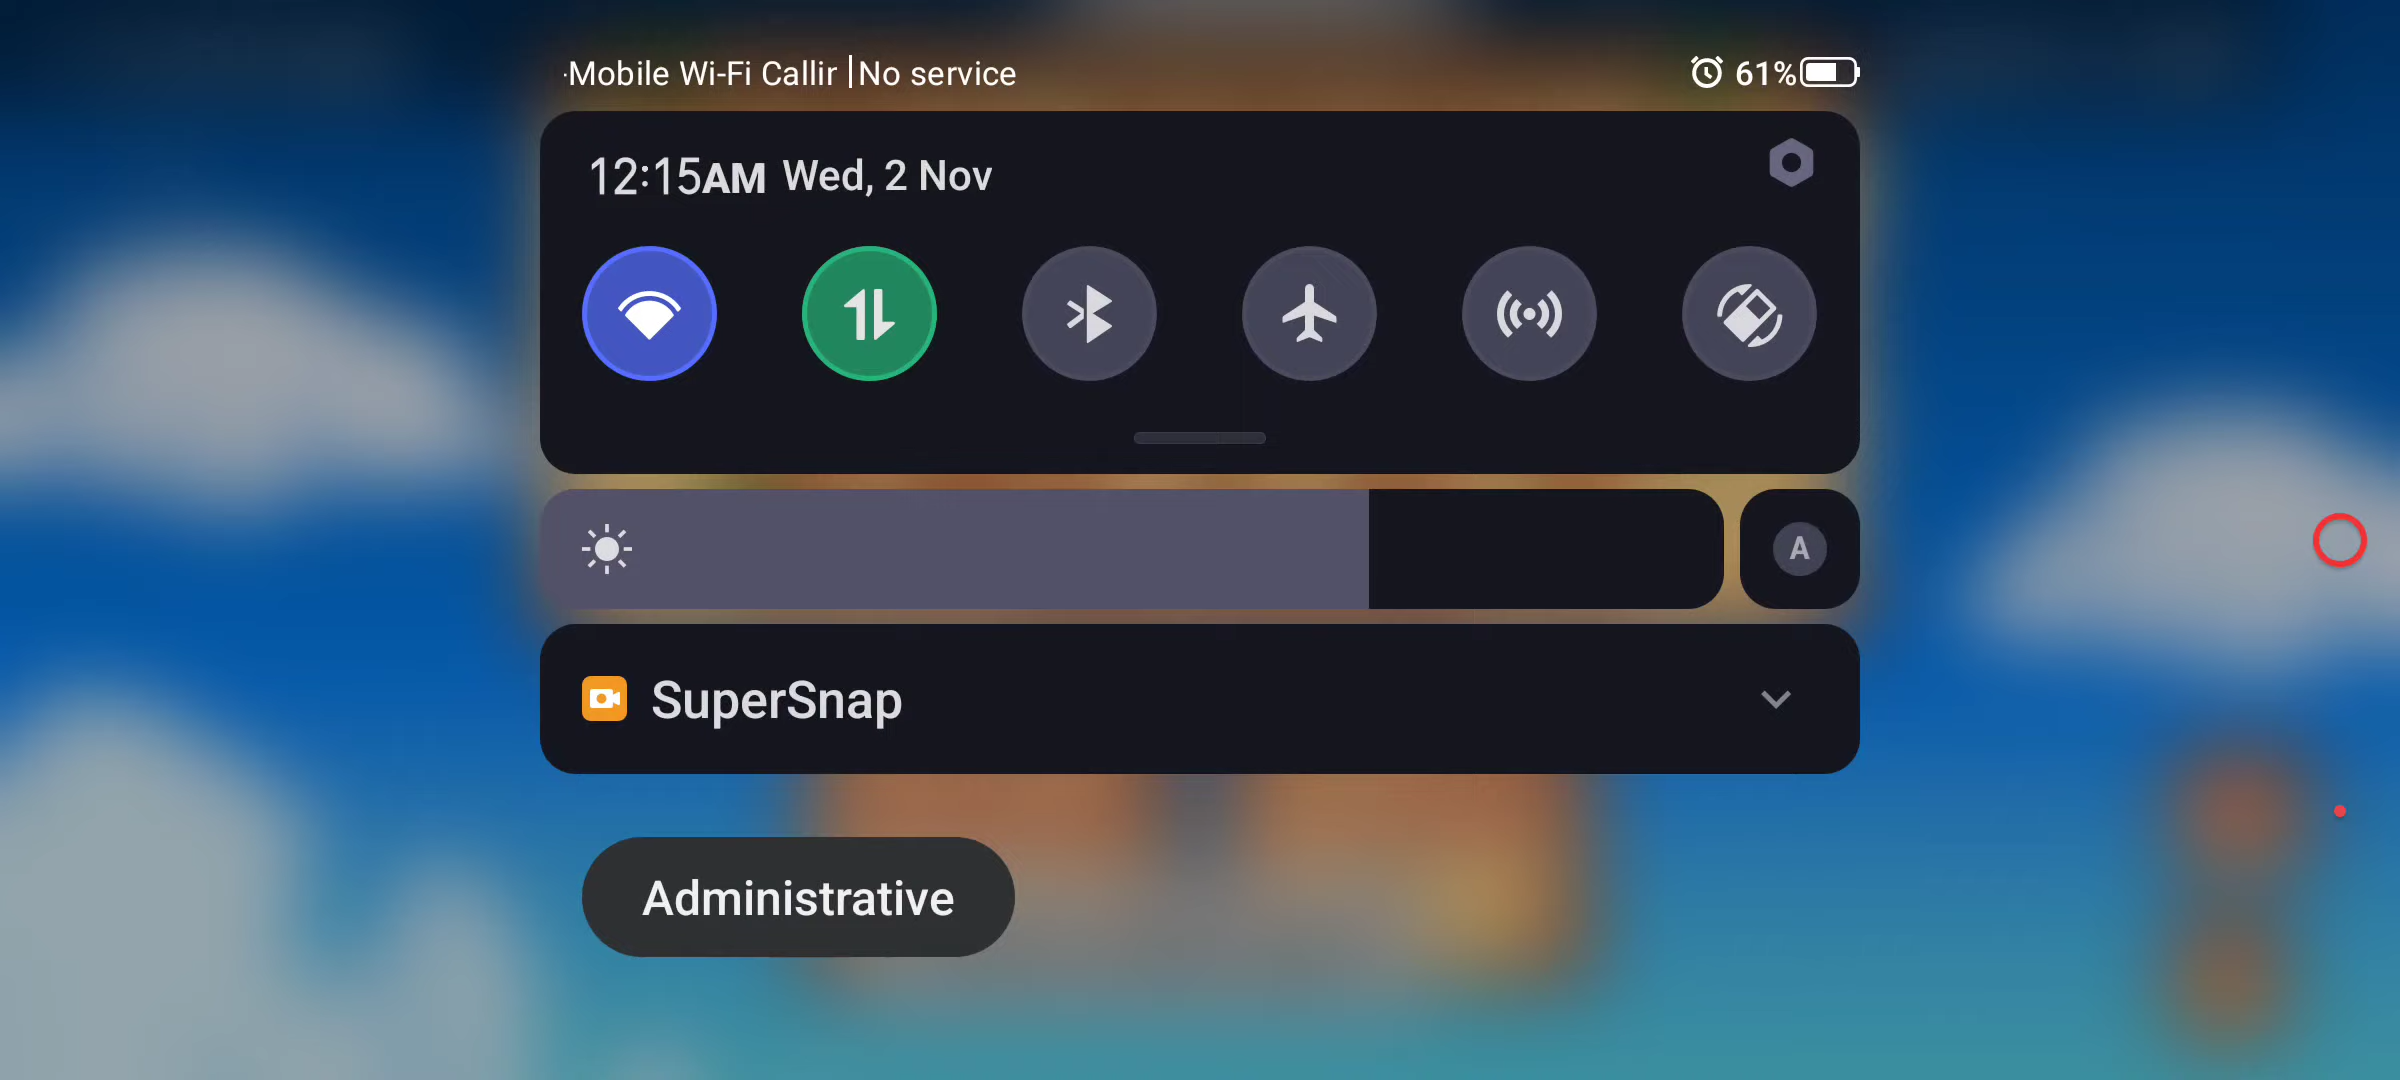 Mobile Wi-Fi Callir | No service
61%
12:15AM Wed, 2 Nov
A
SuperSnap
Administrative